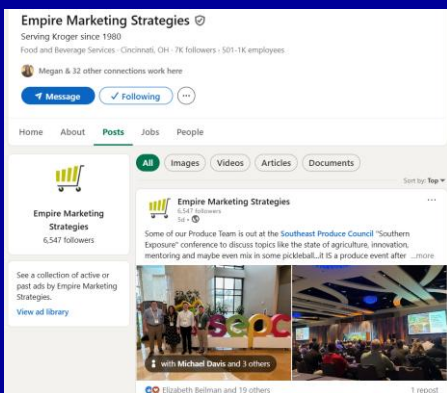 Empire Marketing Strategies
Serving Kroger since 1980
Food and Beverage Services · Cincinnati, OH · 7K followers · 501-1K employees
Megan & 32 other connections work here
Message
Following
Home About Posts Jobs People
All Images Videos Articles Documents
Sort by: Top
Empire Marketing Strategies
6,547 followers
See a collection of active or past ads by Empire Marketing Strategies.
View ad library
Empire Marketing Strategies
6,547 followers
5d •
Some of our Produce Team is out at the Southeast Produce Council "Southern
Exposure" conference to discuss topics like the state of agriculture, innovation,
mentoring and maybe even mix in some pickleball...it IS a produce event after ...more
sepc
with Michael Davis and 3 others
Elizabeth Beilman and 19 others
1 repost